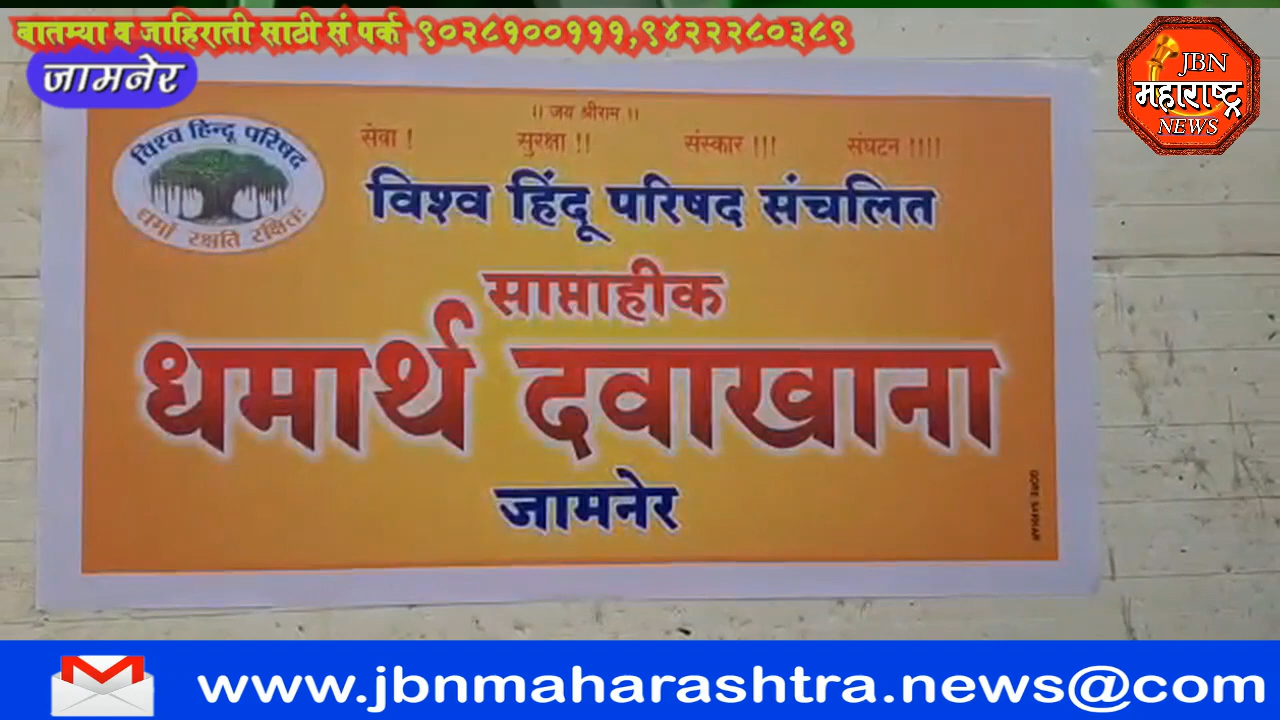 बातम्या व जाहिराती साठी सं पर्क ९०२८१००१११,९४२२२८०३८९
जामनेर
JBN
महाराष्ट्र
NEWS
।। जय श्रीराम ।।
सेवा ! सुरक्षा !! संस्कार !!! संघटन !!!!
विश्व हिन्दू परिषद
धर्मो रक्षति रक्षितः
विश्व हिंदू परिषद संचलित
साप्ताहीक
धमार्थ दवाखाना
जामनेर
www.jbnmaharashtra.news@com